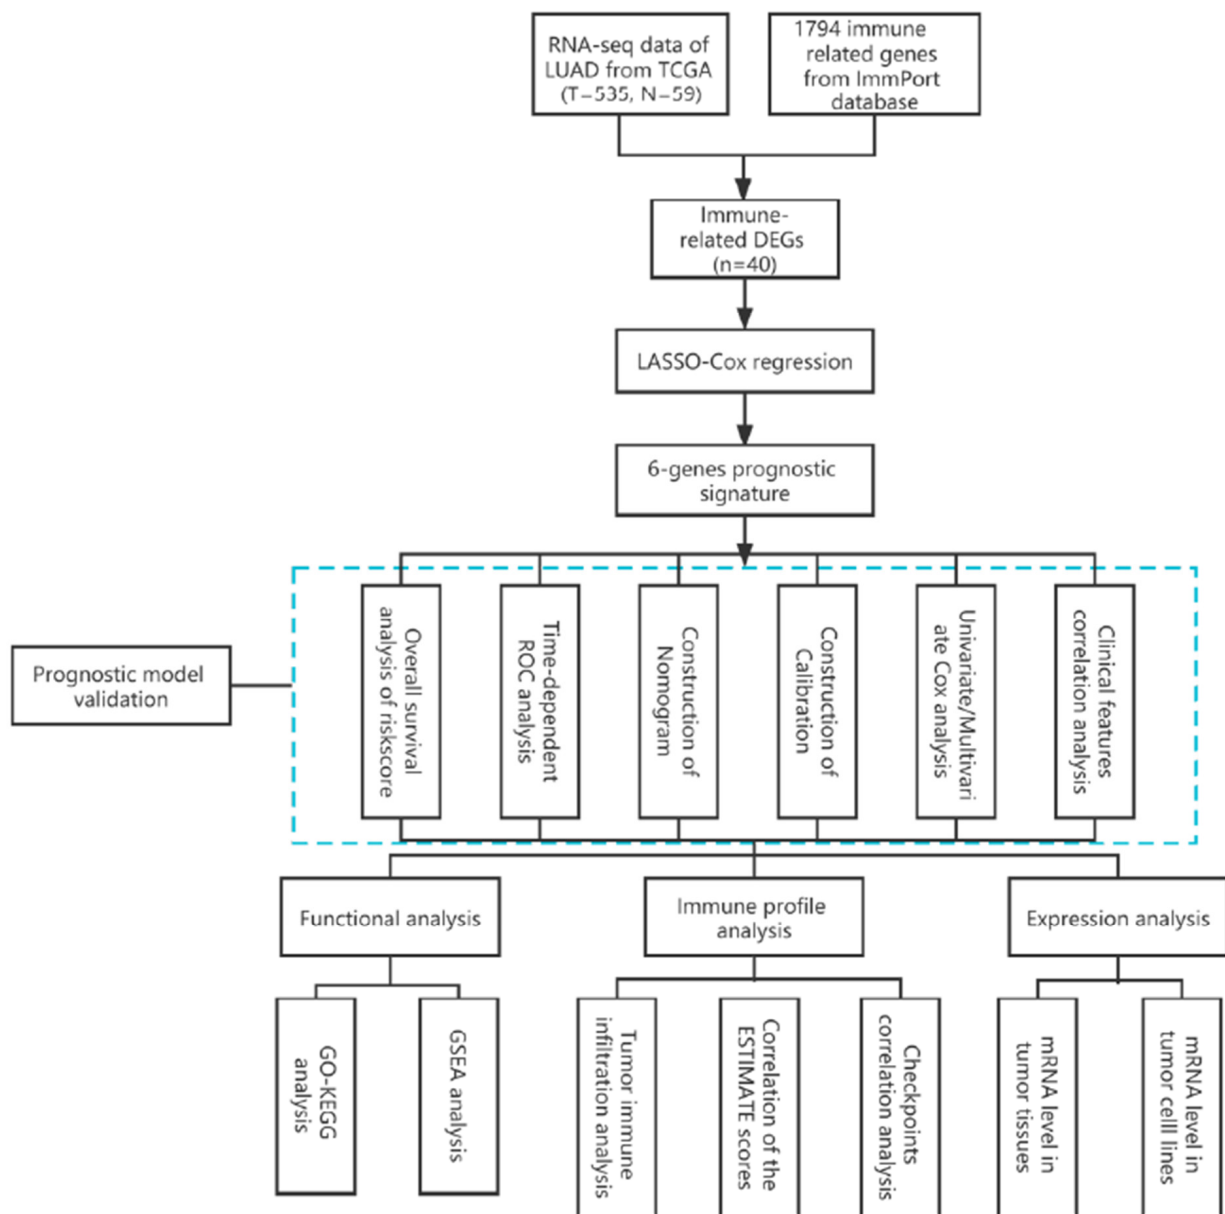 RNA-seq data of
LUAD from TCGA
(T−535, N−59)
1794 immune
related genes
from ImmPort
database
Immune-
related DEGs
(n=40)
LASSO-Cox regression
6-genes prognostic
signature
Prognostic model
validation
Overall survival
analysis of riskscore
Time-dependent
ROC analysis
Construction of
Nomogram
Construction of
Calibration
Univariate/Multivari
ate Cox analysis
Clinical features
correlation analysis
Functional analysis
Immune profile
analysis
Expression analysis
GO-KEGG
analysis
GSEA analysis
Tumor immune
infiltration analysis
Correlation of the
ESTIMATE scores
Checkpoints
correlation analysis
mRNA level in
tumor tissues
mRNA level in
tumor celll lines